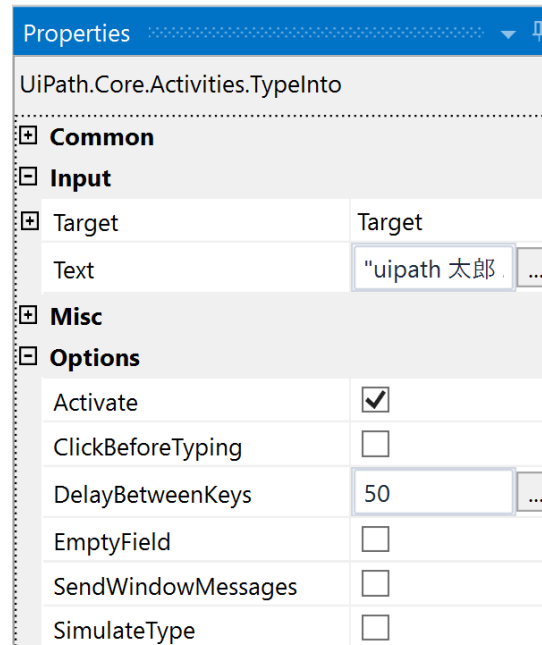 Properties
UiPath.Core.Activities.TypeInto
Common
Input
Target Target
Text "uipath 太郎 ...
Misc
Options
Activate
ClickBeforeTyping
DelayBetweenKeys 50 ...
EmptyField
SendWindowMessages
SimulateType